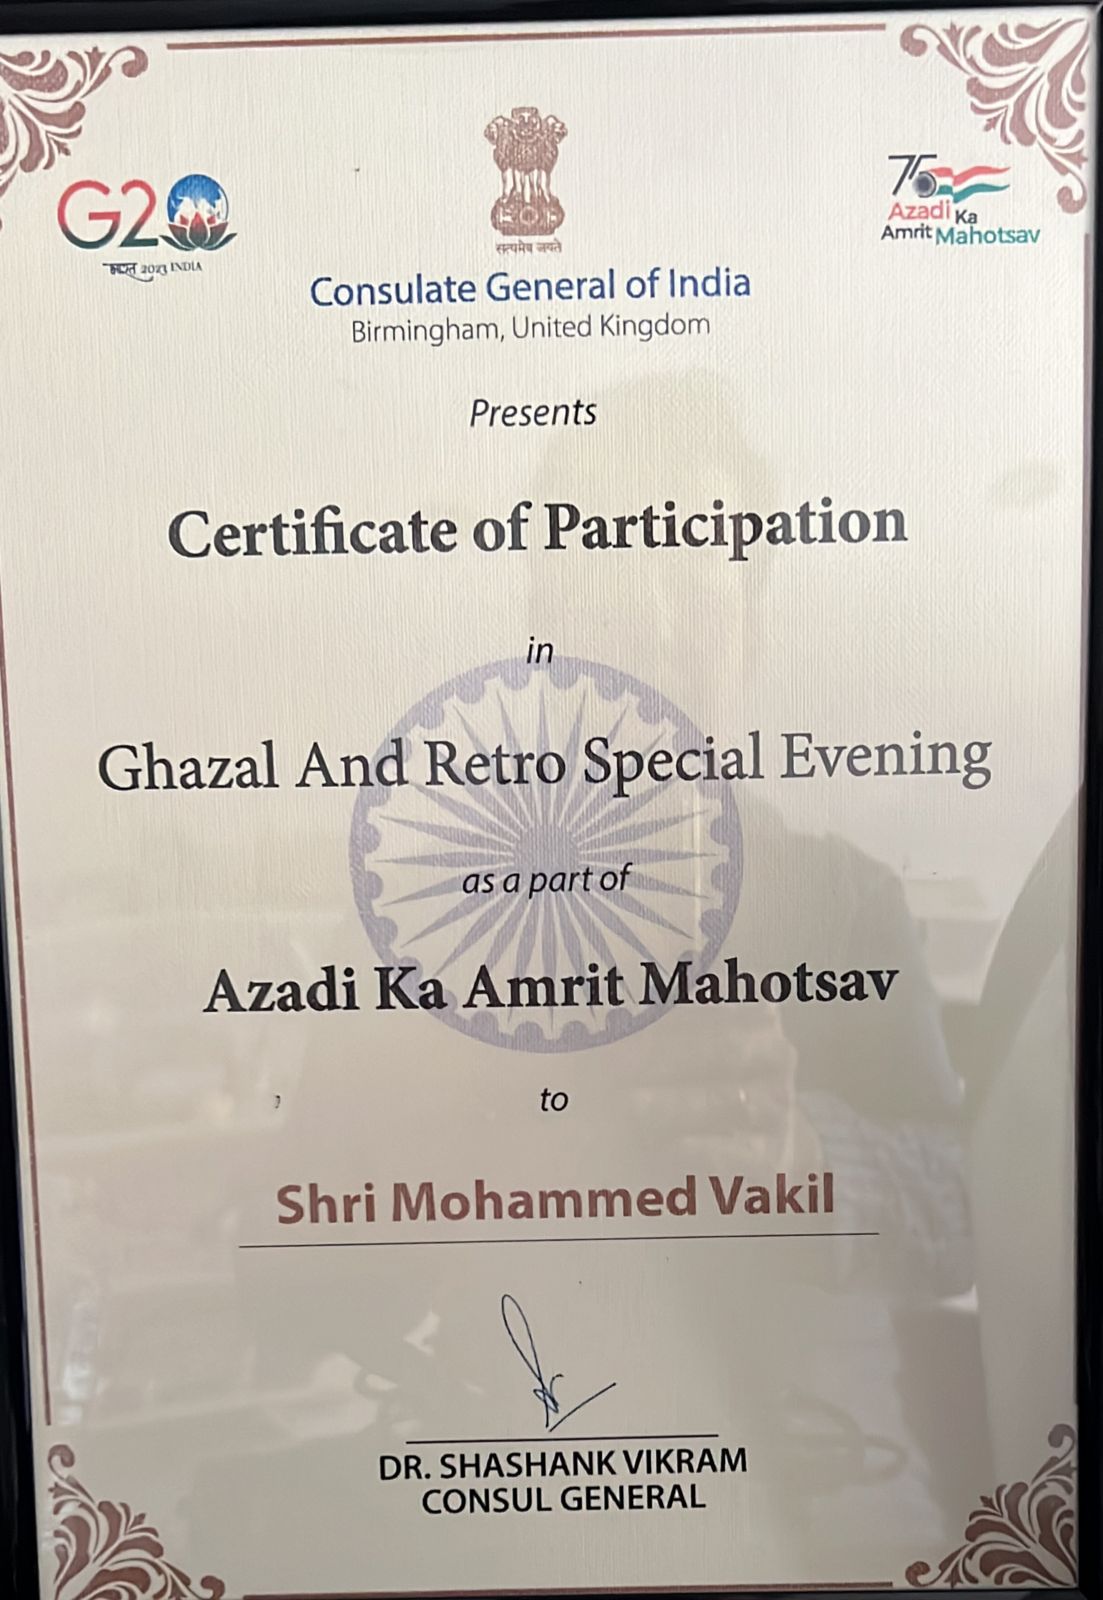 G20
भारत 2023 INDIA
सत्यमेव जयते
75
Azadi Ka
Amrit Mahotsav
Consulate General of India
Birmingham, United Kingdom
Presents
Certificate of Participation
in
Ghazal And Retro Special Evening
as a part of
Azadi Ka Amrit Mahotsav
to
Shri Mohammed Vakil
DR. SHASHANK VIKRAM
CONSUL GENERAL